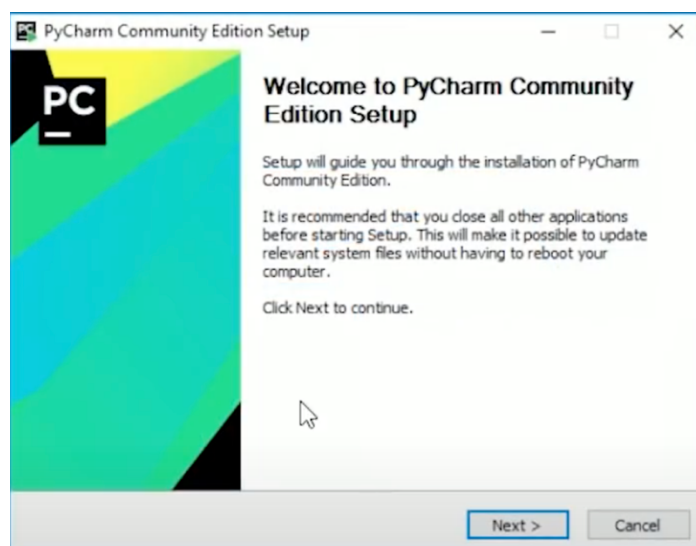 PyCharm Community Edition Setup
PC
Welcome to PyCharm Community
Edition Setup
Setup will guide you through the installation of PyCharm
Community Edition.
It is recommended that you close all other applications
before starting Setup. This will make it possible to update
relevant system files without having to reboot your
computer.
Click Next to continue.
Next >
Cancel